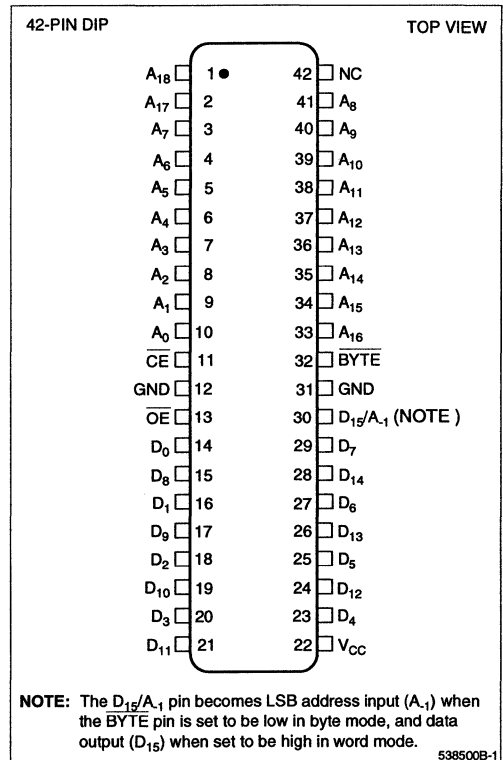 42-PIN DIP TOP VIEW
A18 1 42 NC
A17 2 41 A8
A7 3 40 A9
A6 4 39 A10
A5 5 38 A11
A4 6 37 A12
A3 7 36 A13
A2 8 35 A14
A1 9 34 A15
A0 10 33 A16
CE 11 32 BYTE
GND 12 31 GND
OE 13 30 D15/A-1 (NOTE )
D0 14 29 D7
D8 15 28 D14
D1 16 27 D6
D9 17 26 D13
D2 18 25 D5
D10 19 24 D12
D3 20 23 D4
D11 21 22 VCC
NOTE: The D15/A-1 pin becomes LSB address input (A-1) when
the BYTE pin is set to be low in byte mode, and data
output (D15) when set to be high in word mode.
538500B-1